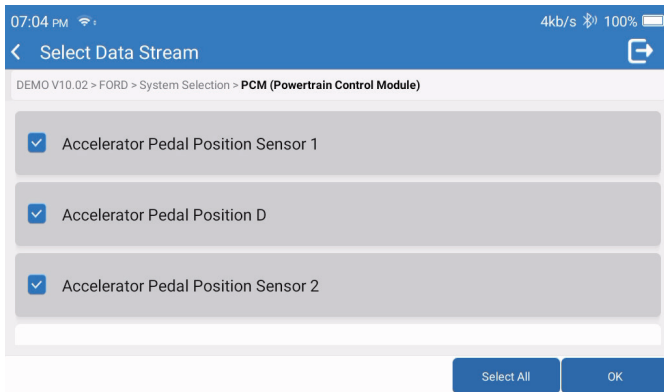 07:04 PM 4kb/s 100%
Select Data Stream
DEMO V10.02 > FORD > System Selection > PCM (Powertrain Control Module)
Accelerator Pedal Position Sensor 1
Accelerator Pedal Position D
Accelerator Pedal Position Sensor 2
Select All OK